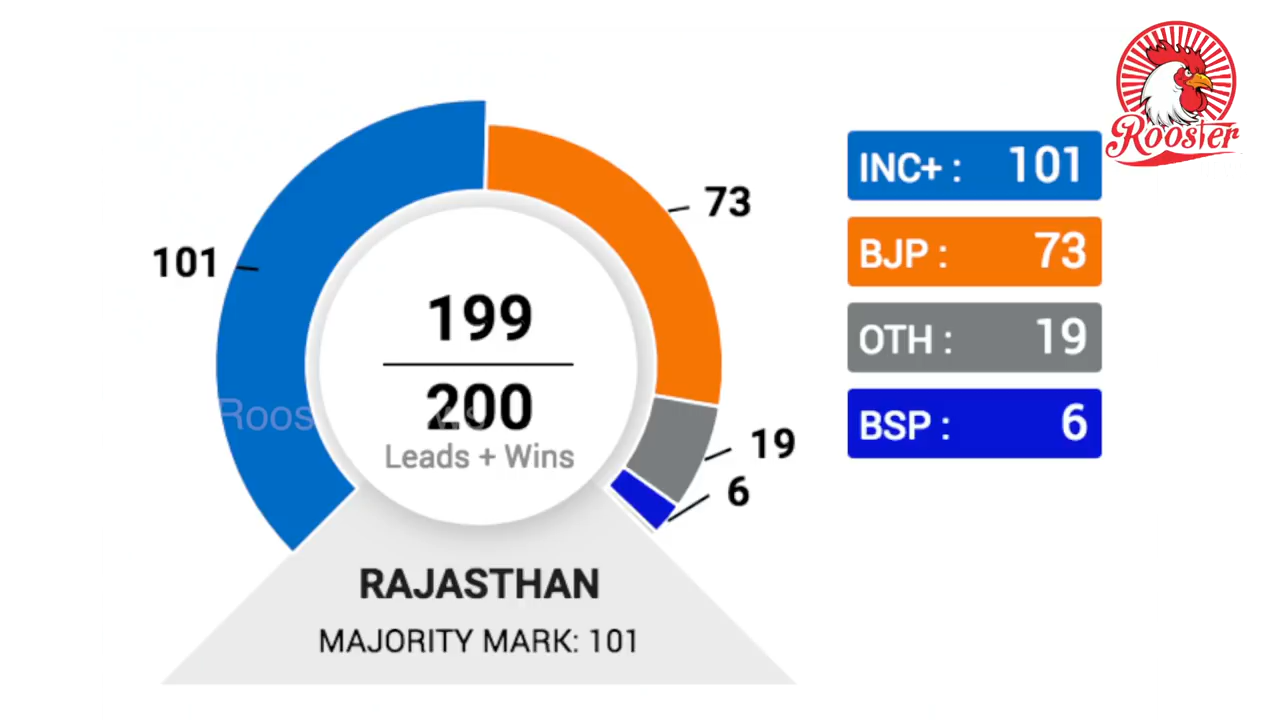 Rooster
INC+ : 101
BJP : 73
OTH : 19
BSP : 6
101
73
19
6
199
200
Leads + Wins
RAJASTHAN
MAJORITY MARK: 101